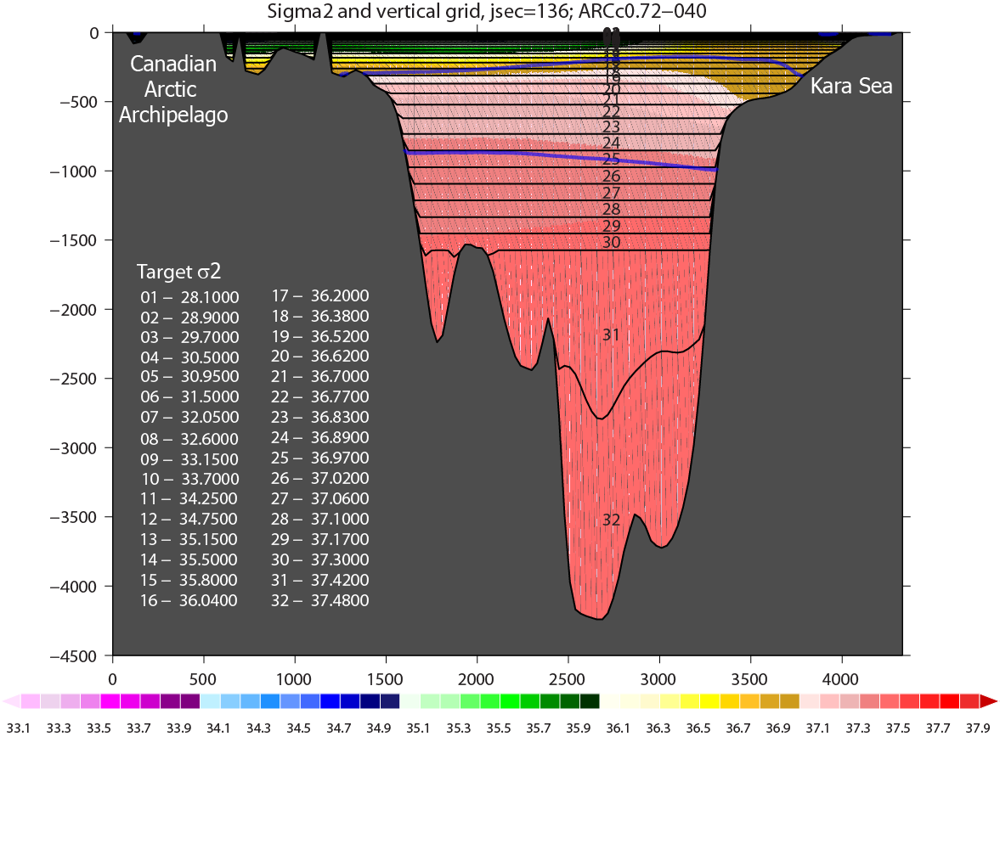 Sigma2 and vertical grid, jsec=136; ARCc0.72−040
0
−500
−1000
−1500
−2000
−2500
−3000
−3500
−4000
−4500
Canadian
Arctic
Archipelago
Kara Sea
20
21
22
23
24
25
26
27
28
29
30
31
32
Target σ2
01 − 28.1000
02 − 28.9000
03 − 29.7000
04 − 30.5000
05 − 30.9500
06 − 31.5000
07 − 32.0500
08 − 32.6000
09 − 33.1500
10 − 33.7000
11 − 34.2500
12 − 34.7500
13 − 35.1500
14 − 35.5000
15 − 35.8000
16 − 36.0400
17 − 36.2000
18 − 36.3800
19 − 36.5200
20 − 36.6200
21 − 36.7000
22 − 36.7700
23 − 36.8300
24 − 36.8900
25 − 36.9700
26 − 37.0200
27 − 37.0600
28 − 37.1000
29 − 37.1700
30 − 37.3000
31 − 37.4200
32 − 37.4800
0 500 1000 1500 2000 2500 3000 3500 4000
33.1 33.3 33.5 33.7 33.9 34.1 34.3 34.5 34.7 34.9 35.1 35.3 35.5 35.7 35.9 36.1 36.3 36.5 36.7 36.9 37.1 37.3 37.5 37.7 37.9